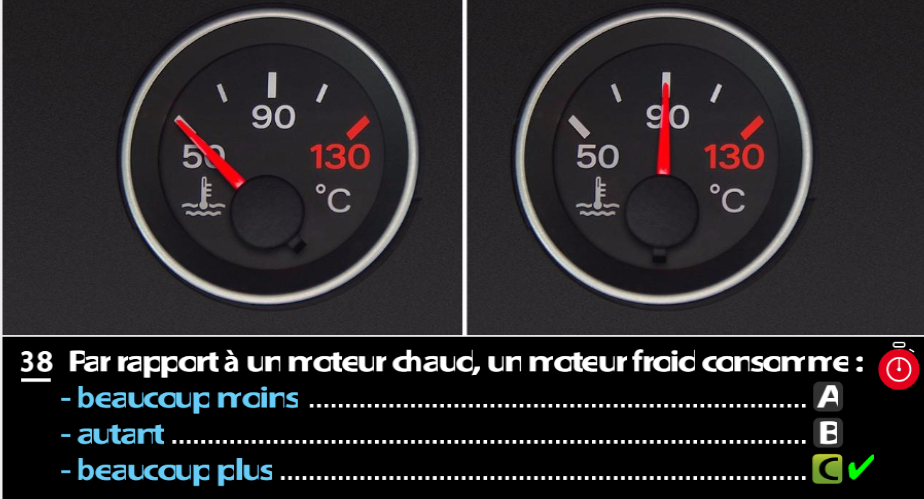 90
50
130
°C
90
50
130
°C
38 Par rapport à un moteur chaud, un moteur froid consomme :
- beaucoup moins ................................................ A
- autant ................................................ B
- beaucoup plus ................................................ C